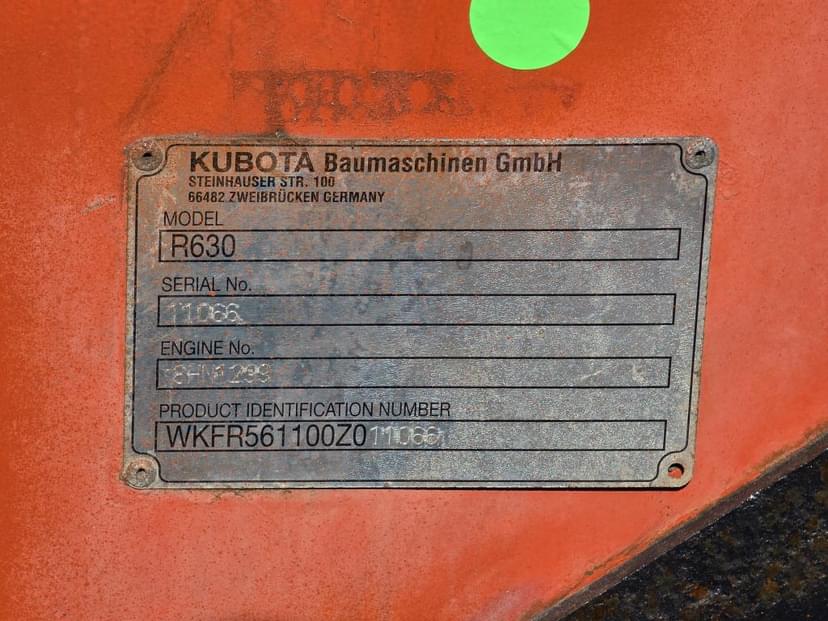 KUBOTA Baumaschinen GmbH
STEINHAUSER STR. 100
66482 ZWEIBRÜCKEN GERMANY
MODEL
R630
SERIAL No.
11066
ENGINE No.
PRODUCT IDENTIFICATION NUMBER
WKFR561100Z011066